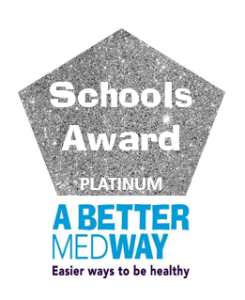 Schools
Award
PLATINUM
A BETTER
MEDWAY
Easier ways to be healthy